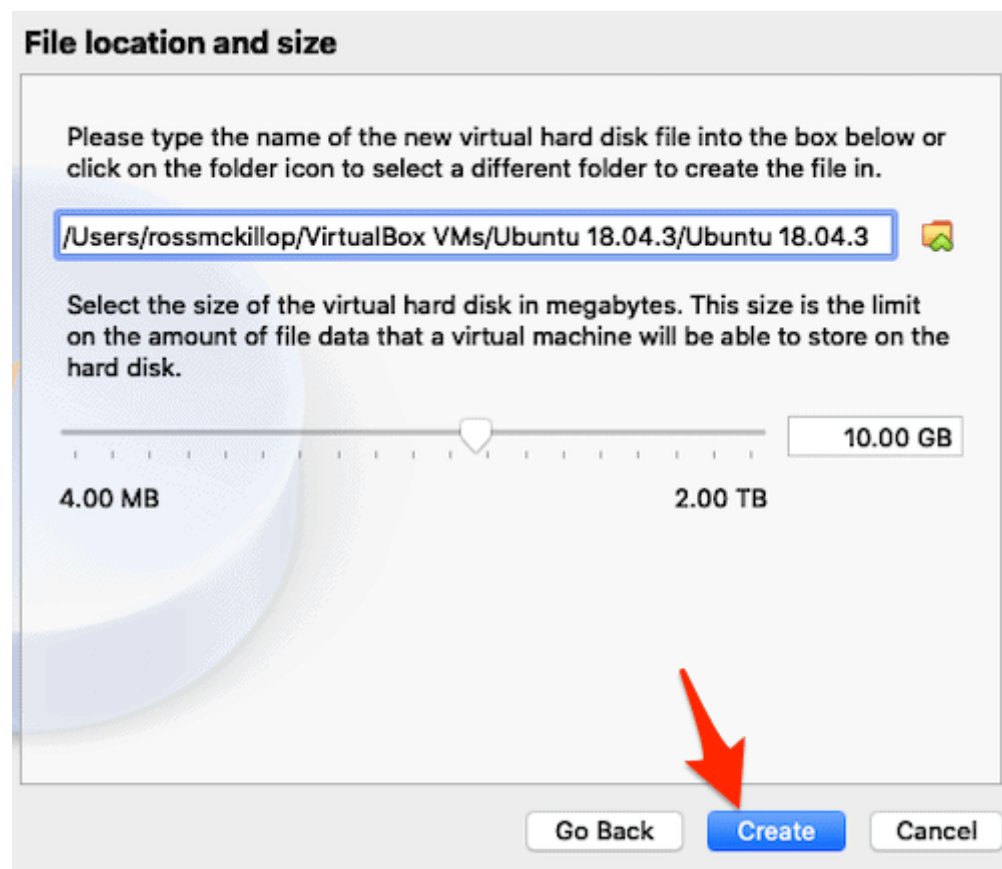 File location and size
Please type the name of the new virtual hard disk file into the box below or
click on the folder icon to select a different folder to create the file in.
/Users/rossmckillop/VirtualBox VMs/Ubuntu 18.04.3/Ubuntu 18.04.3
Select the size of the virtual hard disk in megabytes. This size is the limit
on the amount of file data that a virtual machine will be able to store on the
hard disk.
10.00 GB
4.00 MB 2.00 TB
Go Back Create Cancel